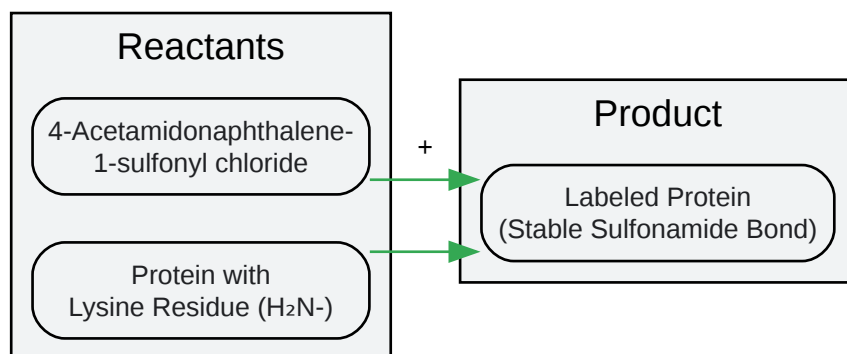 Reactants
4-Acetamidonaphthalene-
1-sulfonyl chloride
Protein with
Lysine Residue (H₂N-)
+
Product
Labeled Protein
(Stable Sulfonamide Bond)